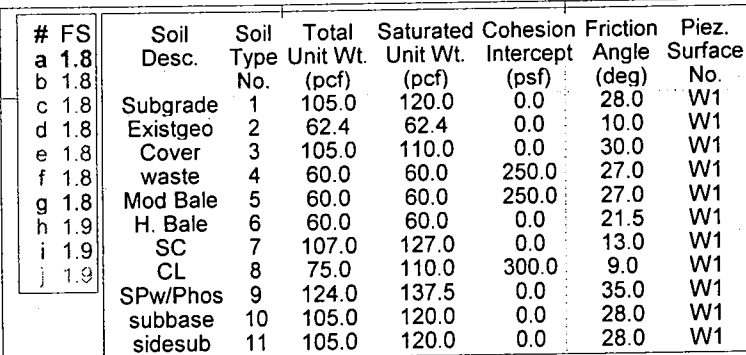 # FS
a 1.8
b 1.8
c 1.8
d 1.8
e 1.8
f 1.8
g 1.8
h 1.9
i 1.9
j 1.9
Soil Soil Total Saturated Cohesion Friction Piez.
Desc. Type Unit Wt. Unit Wt. Intercept Angle Surface
No. (pcf) (pcf) (psf) (deg) No.
Subgrade 1 105.0 120.0 0.0 28.0 W1
Existgeo 2 62.4 62.4 0.0 10.0 W1
Cover 3 105.0 110.0 0.0 30.0 W1
waste 4 60.0 60.0 250.0 27.0 W1
Mod Bale 5 60.0 60.0 250.0 27.0 W1
H. Bale 6 60.0 60.0 0.0 21.5 W1
SC 7 107.0 127.0 0.0 13.0 W1
CL 8 75.0 110.0 300.0 9.0 W1
SPw/Phos 9 124.0 137.5 0.0 35.0 W1
subbase 10 105.0 120.0 0.0 28.0 W1
sidesub 11 105.0 120.0 0.0 28.0 W1